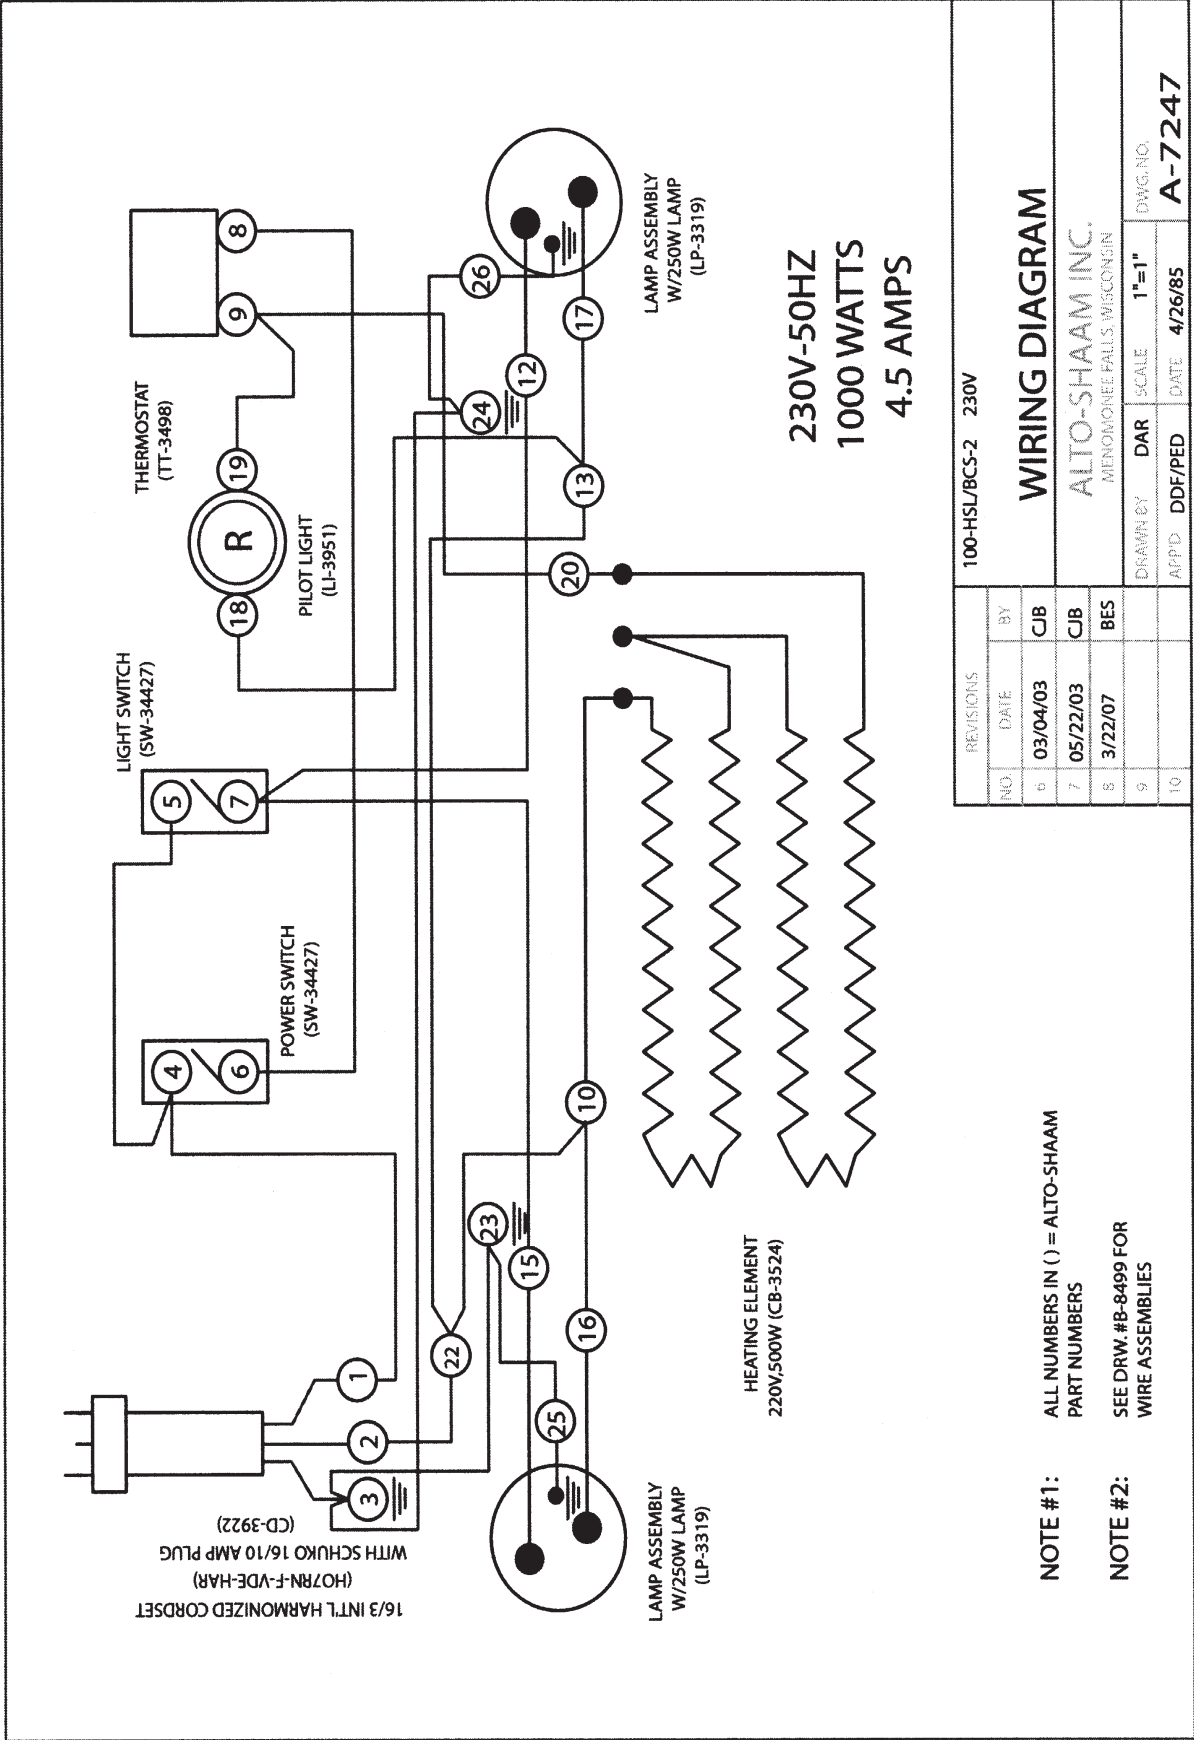 16/3 INT'L HARMONIZED CORDSET
(HO7RN-F-VDE-HAR)
WITH SCHUKO 16/10 AMP PLUG
(CD-3922)
1
2
3
POWER SWITCH
(SW-34427)
4
6
LIGHT SWITCH
(SW-34427)
5
7
PILOT LIGHT
(LI-3951)
18
R
19
THERMOSTAT
(TT-3498)
9
8
22
23
15
25
16
10
20
13
24
12
26
17
LAMP ASSEMBLY
W/250W LAMP
(LP-3319)
HEATING ELEMENT
220V,500W (CB-3524)
LAMP ASSEMBLY
W/250W LAMP
(LP-3319)
230V-50HZ
1000 WATTS
4.5 AMPS
NOTE #1: ALL NUMBERS IN ( ) = ALTO-SHAAM
PART NUMBERS
NOTE #2: SEE DRW. #B-8499 FOR
WIRE ASSEMBLIES
REVISIONS
NO. DATE BY
6 03/04/03 CJB
7 05/22/03 CJB
8 3/22/07 BES
9
10
100-HSL/BCS-2 230V
WIRING DIAGRAM
ALTO-SHAAM INC.
MENOMONEE FALLS, WISCONSIN
DRAWN BY DAR SCALE 1"=1" DWG. NO.
APP'D DDF/PED DATE 4/26/85 A-7247